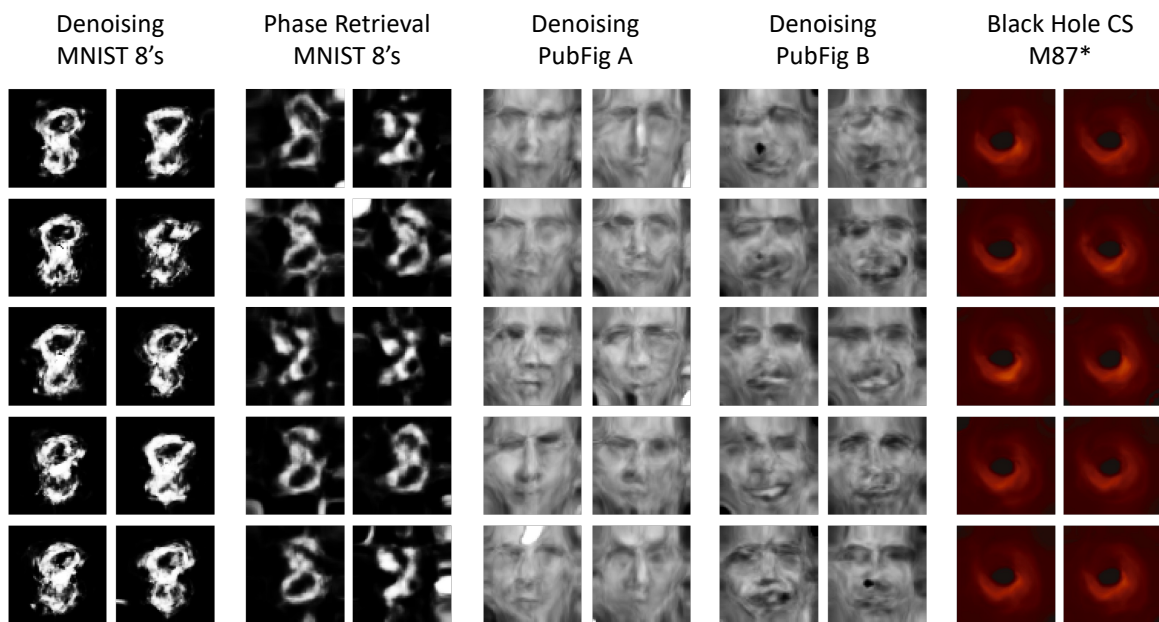 Denoising
MNIST 8's
Phase Retrieval
MNIST 8's
Denoising
PubFig A
Denoising
PubFig B
Black Hole CS
M87*